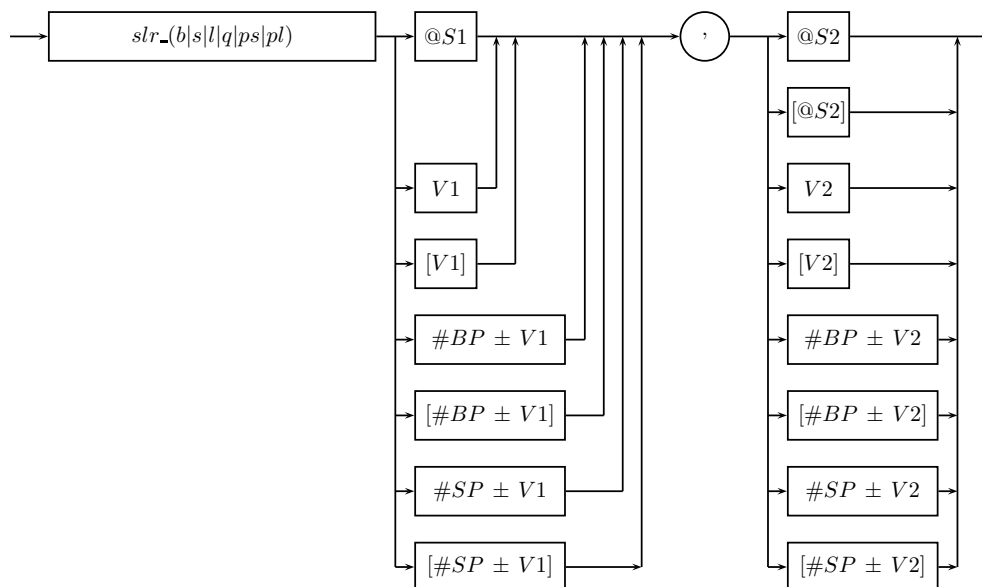 slr_(b|s|l|q|ps|pl) @S1 , @S2
[@S2]
V1 V2
[V1] [V2]
#BP ± V1 #BP ± V2
[#BP ± V1] [#BP ± V2]
#SP ± V1 #SP ± V2
[#SP ± V1] [#SP ± V2]